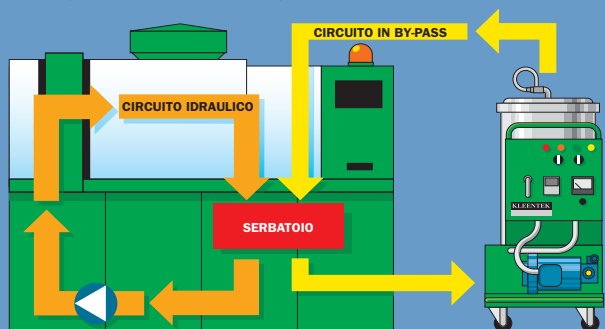 CIRCUITO IN BY-PASS
CIRCUITO IDRAULICO
KLEENTEK
SERBATOIO